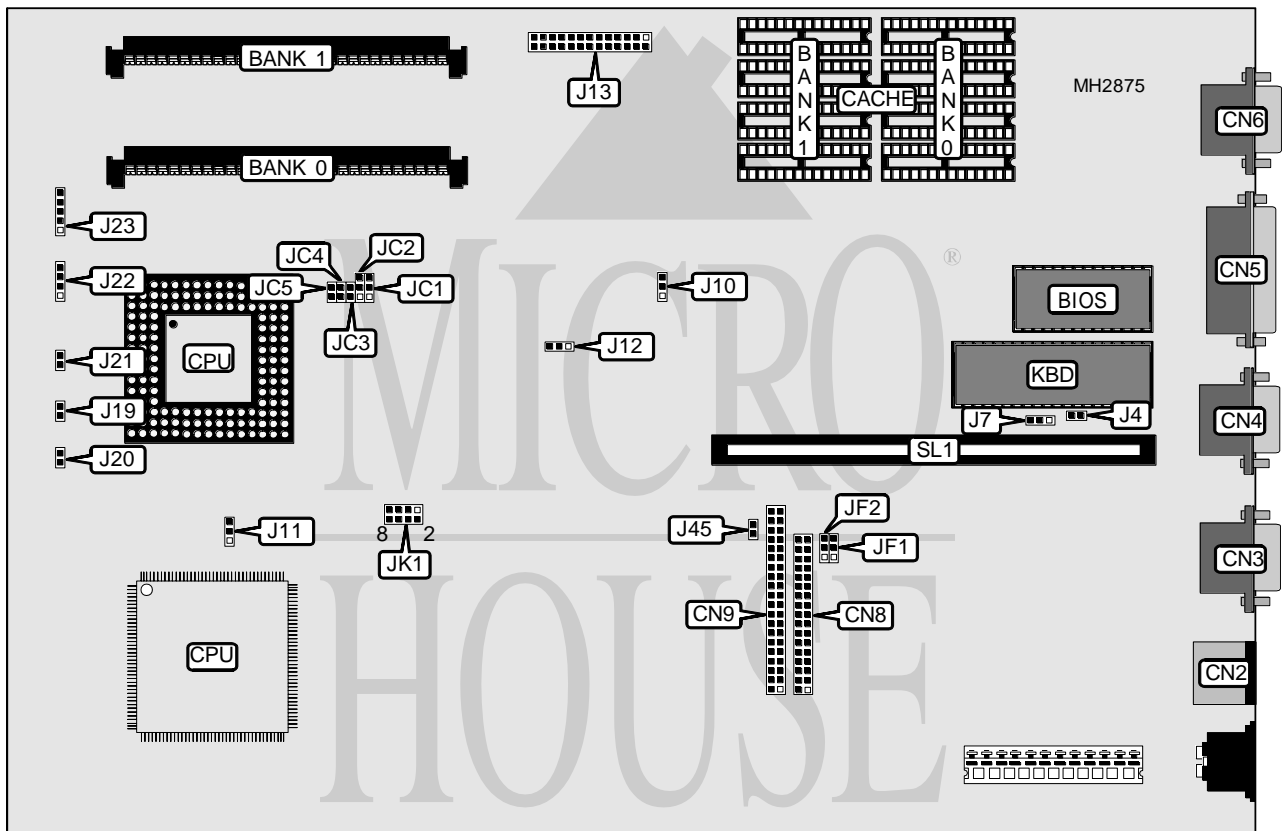 BANK 1
J13
BANK 1
CACHE
BANK 0
MH2875
CN6
BANK 0
J23
JC4
JC2
J22
JC5
JC1
J10
CN5
BIOS
JC3
J12
J21
CPU
KBD
J19
J7
J4
CN4
J20
SL1
MICRO ®
JF2
J11
8 2
J45
JF1
JK1
CN3
CN9
CN8
CPU
CN2
HOUSE